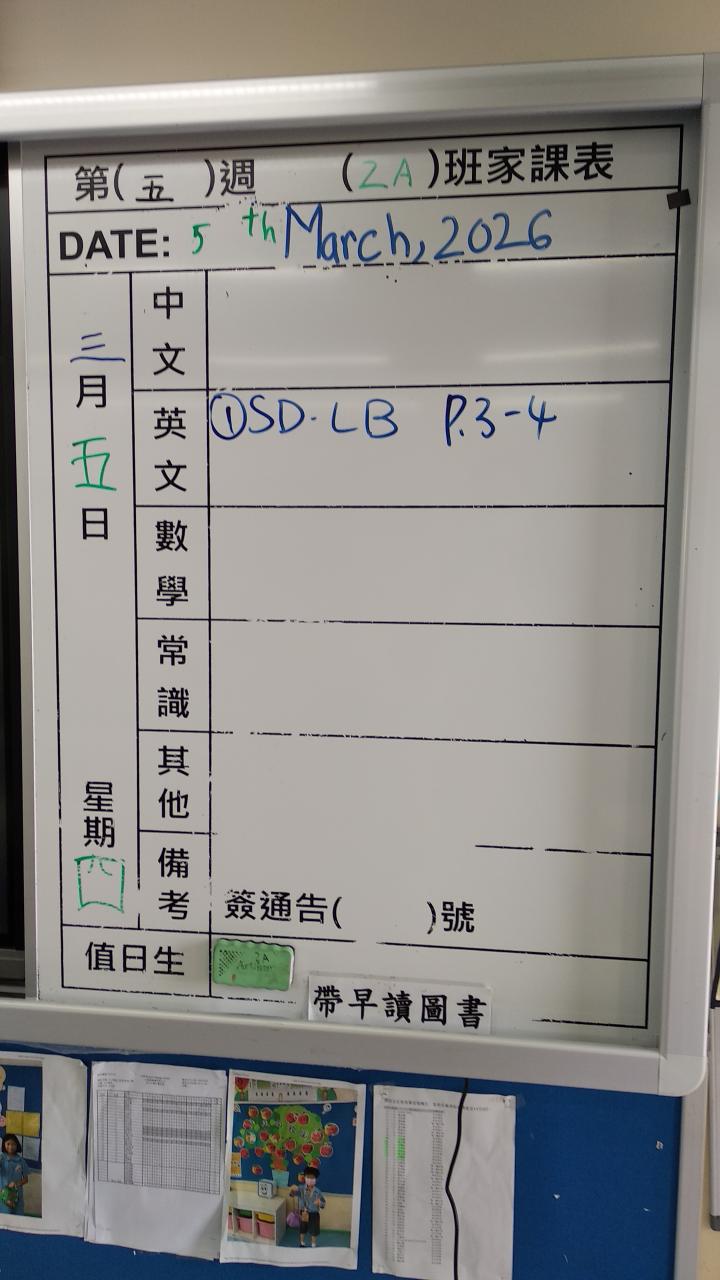 第(五)週 (2A)班家課表
DATE: 5th March, 2026
三月五日
星期四
中文
英文 ①SD.LB P.3-4
數學
常識
其他
備考 簽通告( )號
值日生
2A
帶早讀圖書